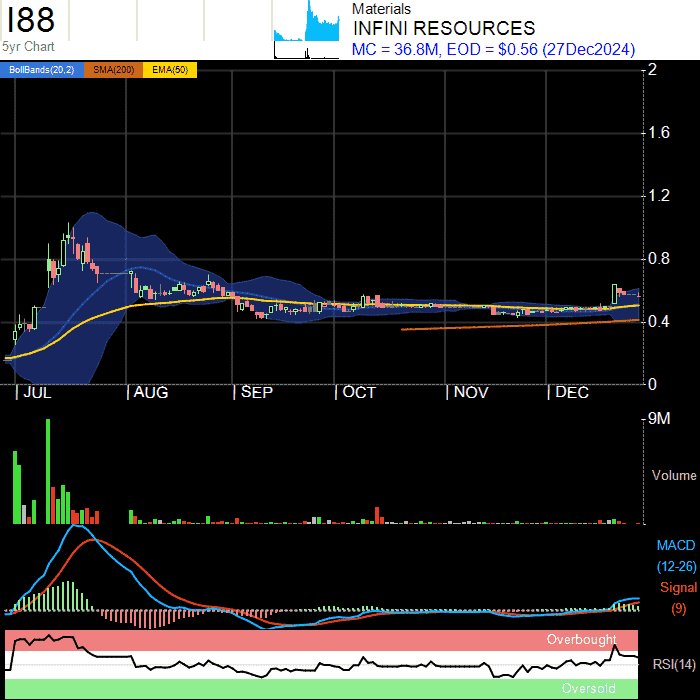 I88
5yr Chart
Materials
INFINI RESOURCES
MC = 36.8M, EOD = $0.56 (27Dec2024)
BollBands(20,2) SMA(200) EMA(50)
2
1.6
1.2
0.8
0.4
0
JUL AUG SEP OCT NOV DEC
9M
Volume
MACD
(12-26)
Signal
(9)
Overbought
RSI(14)
Oversold